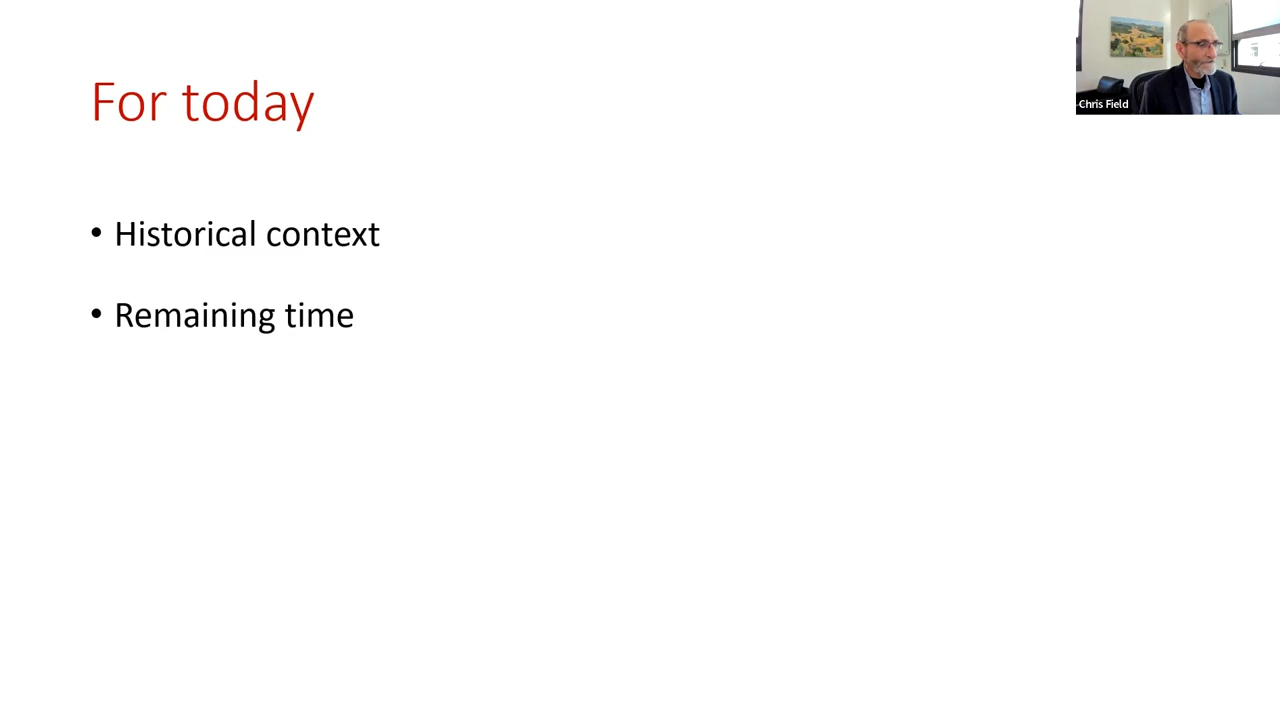 For today
• Historical context
• Remaining time
Chris Field